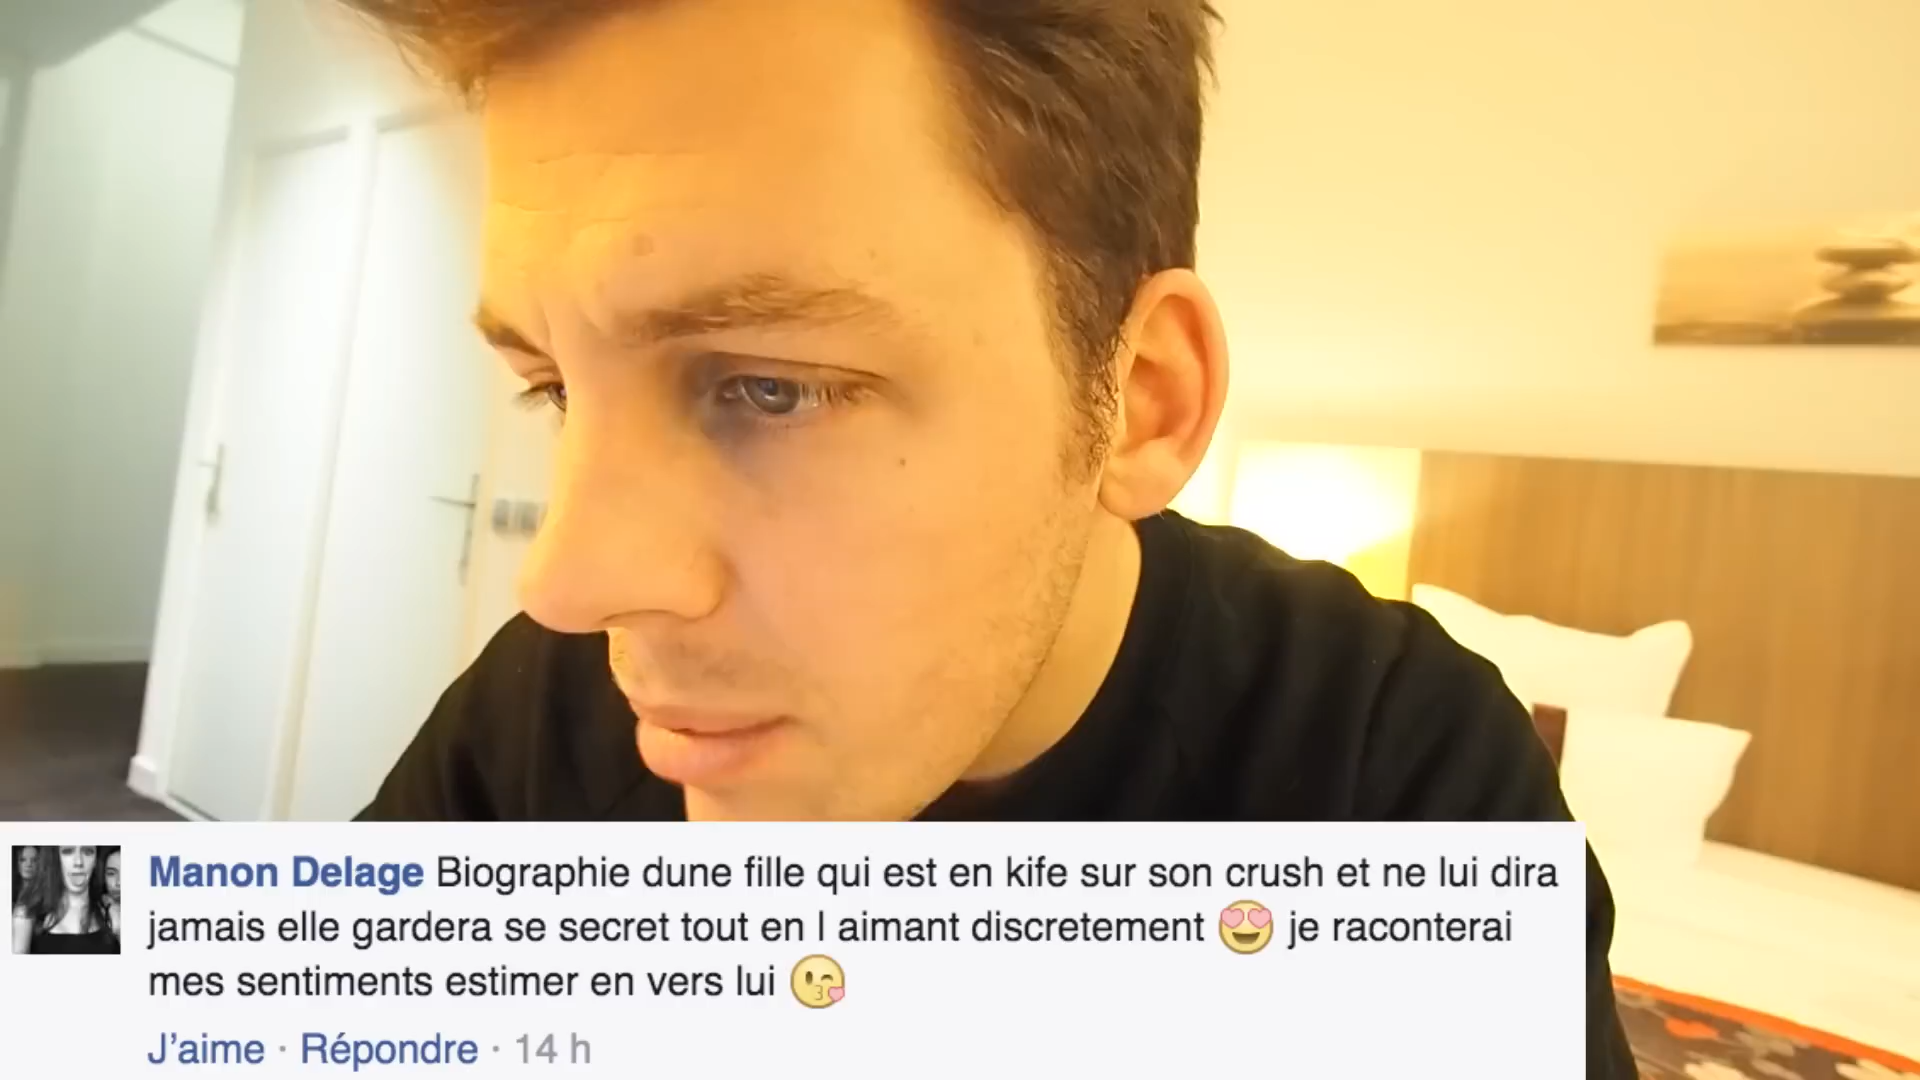 Manon Delage Biographie dune fille qui est en kife sur son crush et ne lui dira
jamais elle gardera se secret tout en l aimant discretement 😍 je raconterai
mes sentiments estimer en vers lui 😘
J’aime · Répondre · 14 h